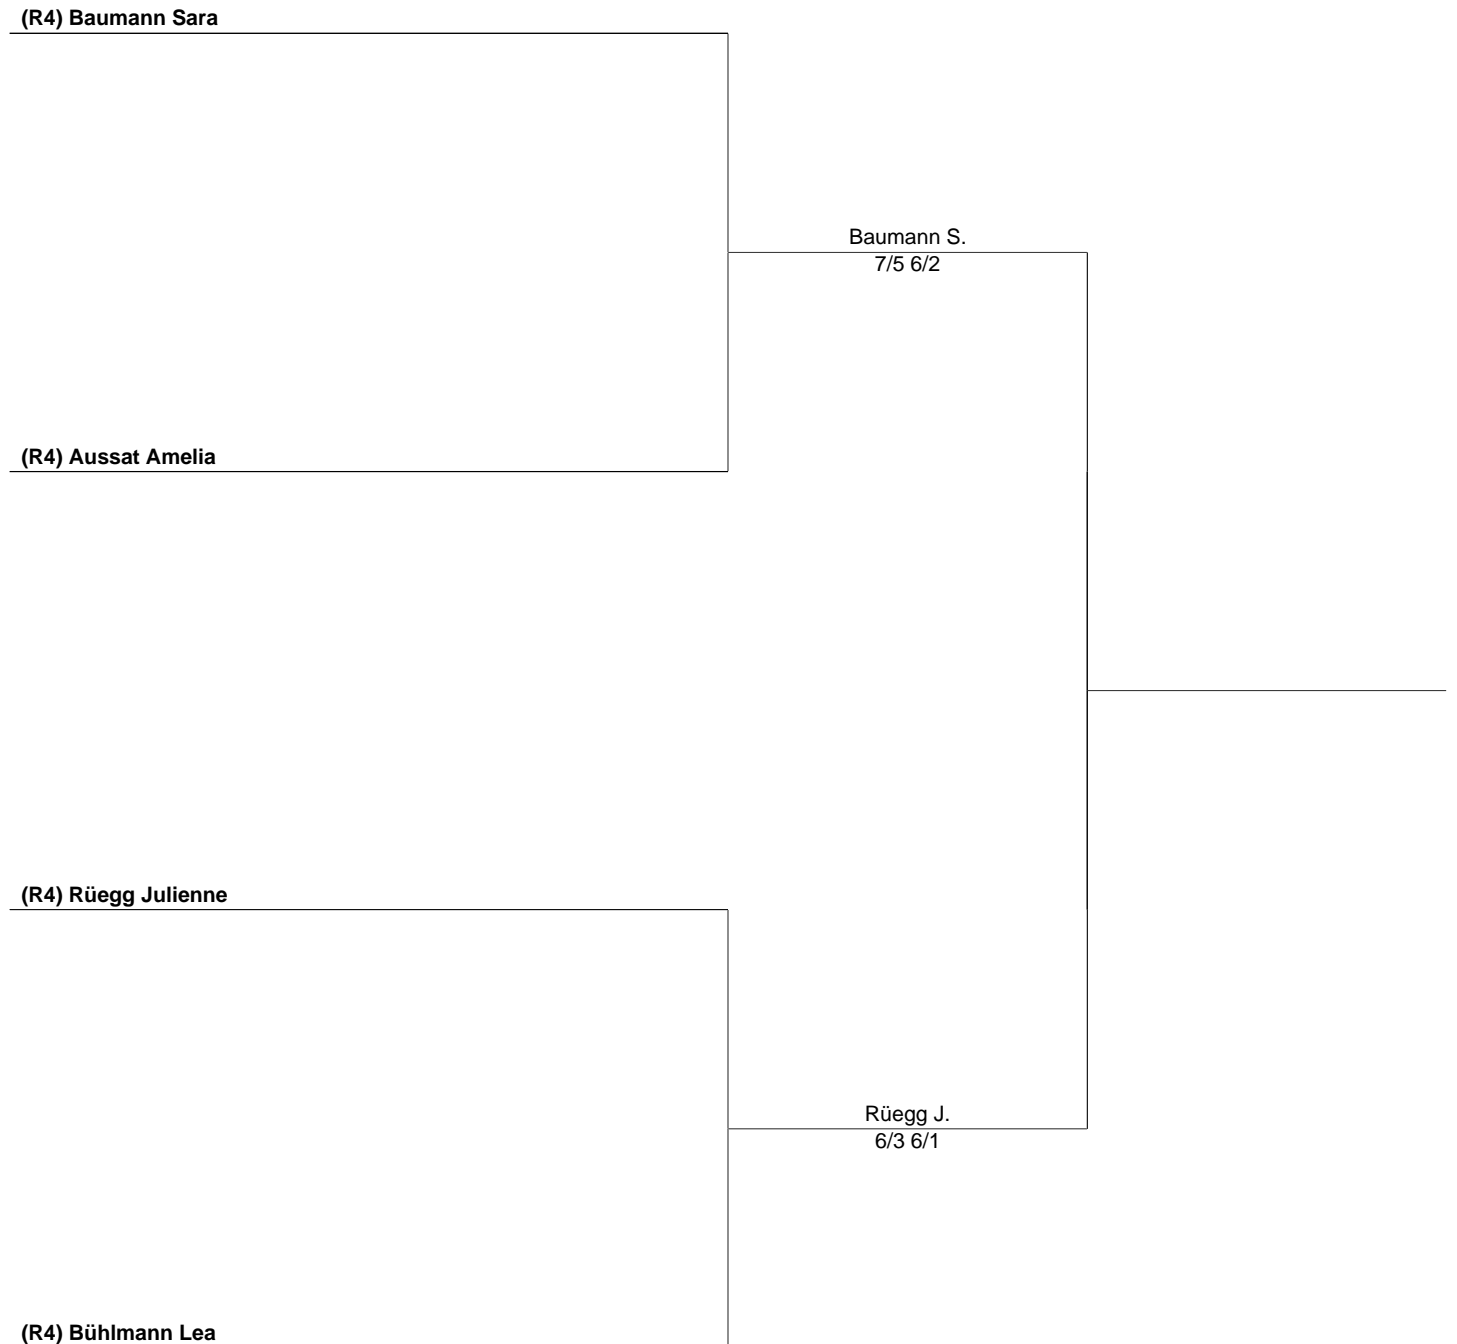 (R4) Baumann Sara
Baumann S.
7/5 6/2
(R4) Aussat Amelia
(R4) Rüegg Julienne
Rüegg J.
6/3 6/1
(R4) Bühlmann Lea